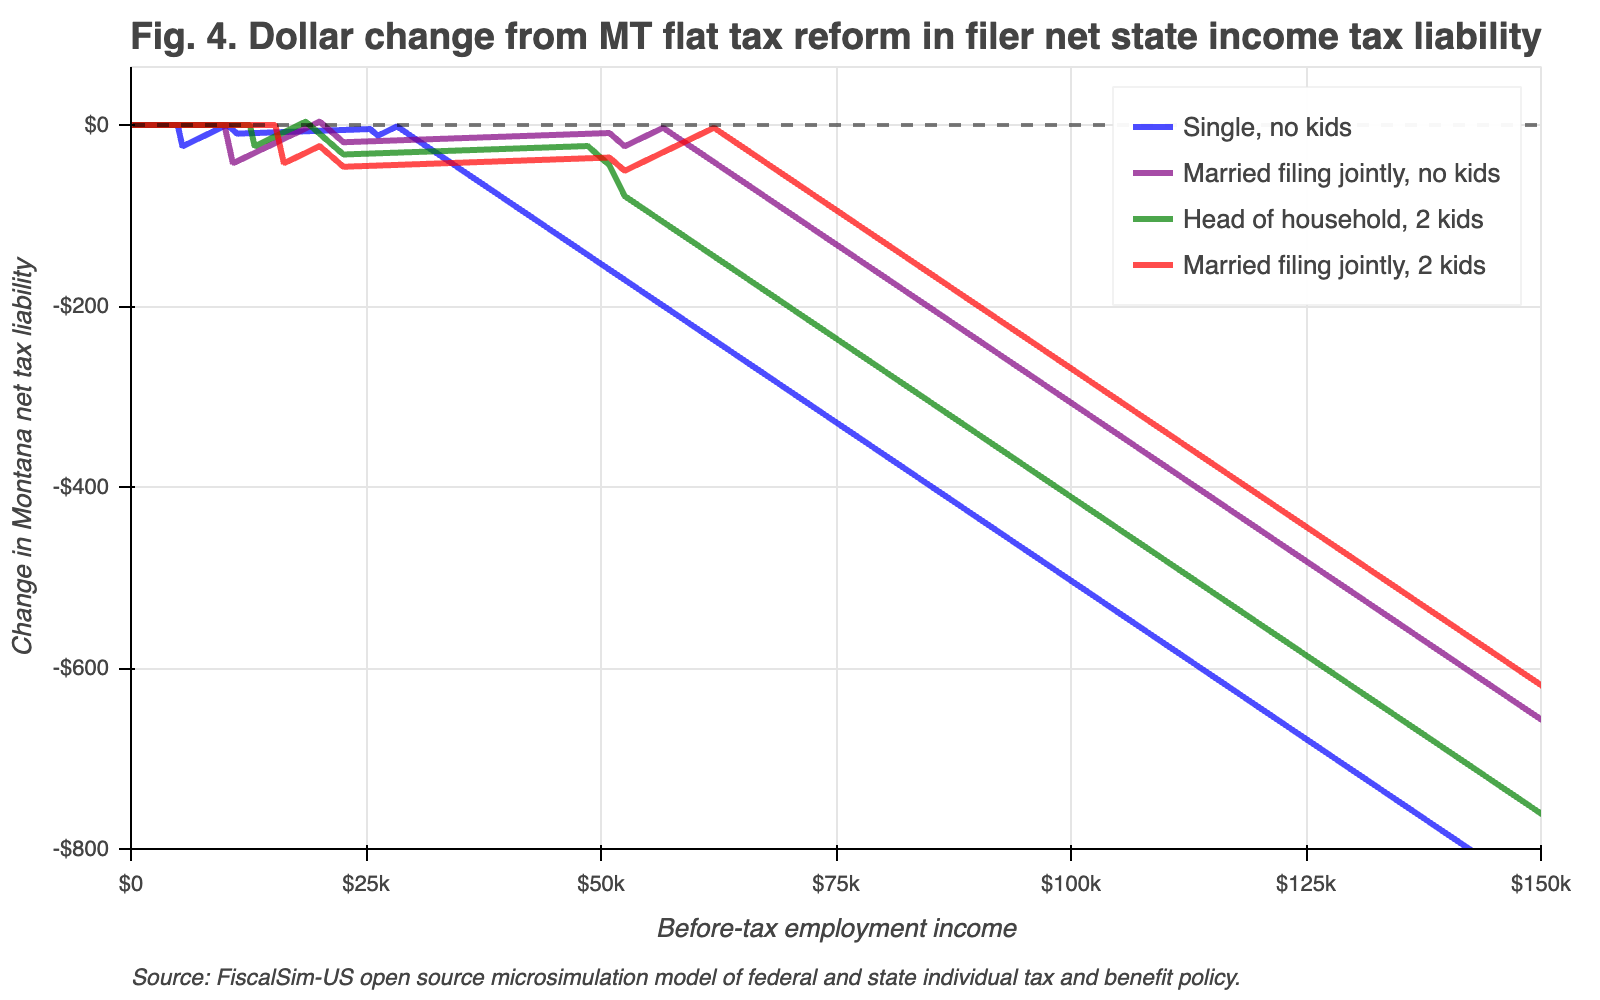 Fig. 4. Dollar change from MT flat tax reform in filer net state income tax liability
Change in Montana net tax liability
$0
-$200
-$400
-$600
-$800
Single, no kids
Married filing jointly, no kids
Head of household, 2 kids
Married filing jointly, 2 kids
$0 $25k $50k $75k $100k $125k $150k
Before-tax employment income
Source: FiscalSim-US open source microsimulation model of federal and state individual tax and benefit policy.